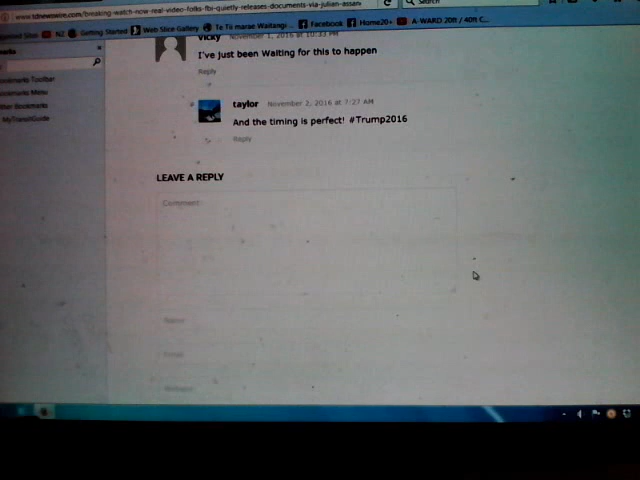 www.tdnewswire.com/breaking-watch-now-real-video-folks-fbi-quietly-releases-documents-via-julian-assan
Search
NZ Getting Started Web Slice Gallery Te Tii marae Waitangi... Facebook Home20+ A-WARD 20ft / 40ft C...
Bookmarks Toolbar
Bookmarks Menu
Other Bookmarks
MyTransitGuide
Vicky November 1, 2016 at 10:33 PM
I've just been Waiting for this to happen
Reply
taylor November 2, 2016 at 7:27 AM
And the timing is perfect! #Trump2016
Reply
LEAVE A REPLY
Comment:
Name:
Email:
Website: